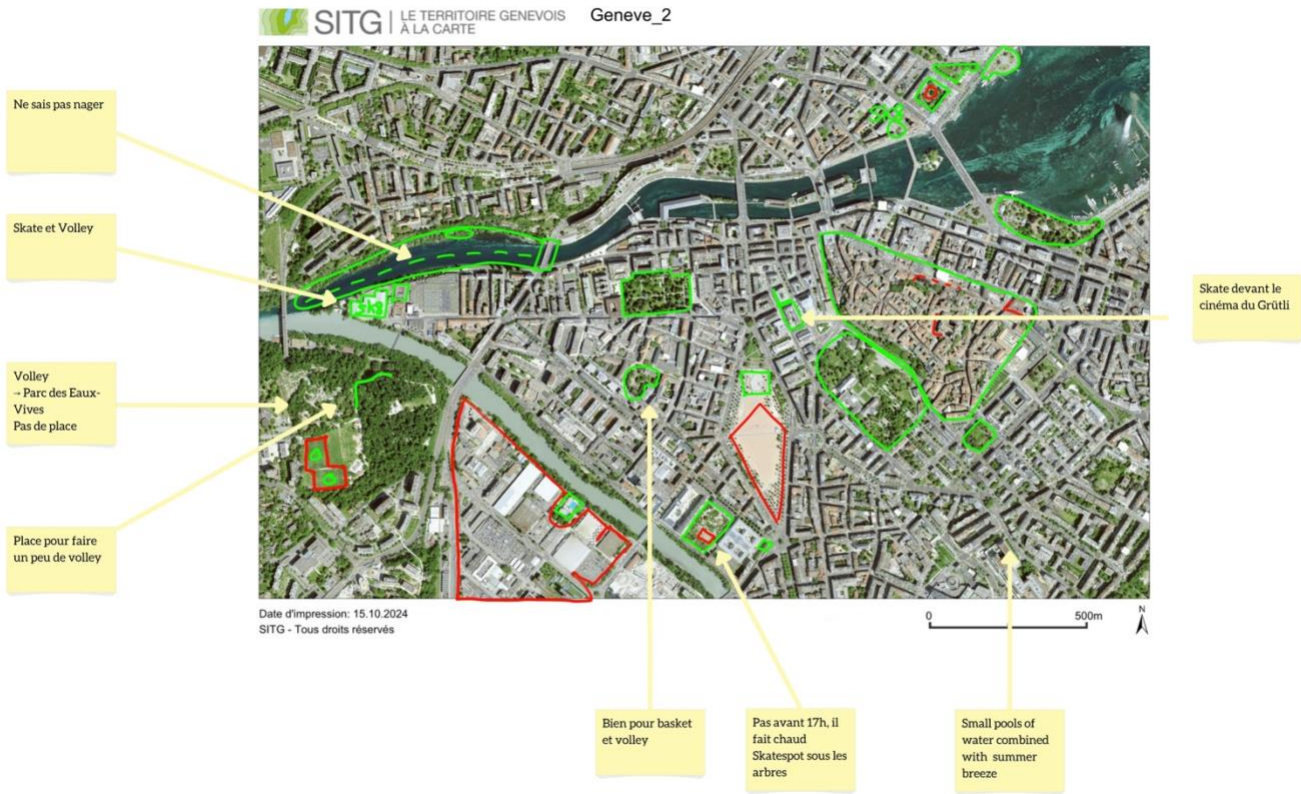 SITG
LE TERRITOIRE GENEVOIS
À LA CARTE
Geneve_2
Ne sais pas nager
Skate et Volley
Volley
→ Parc des Eaux-
Vives
Pas de place
Place pour faire
un peu de volley
Skate devant le
cinéma du Grütli
Date d'impression: 15.10.2024
SITG - Tous droits réservés
0
500m
N
Bien pour basket
et volley
Pas avant 17h, il
fait chaud
Skatespot sous les
arbres
Small pools of
water combined
with summer
breeze